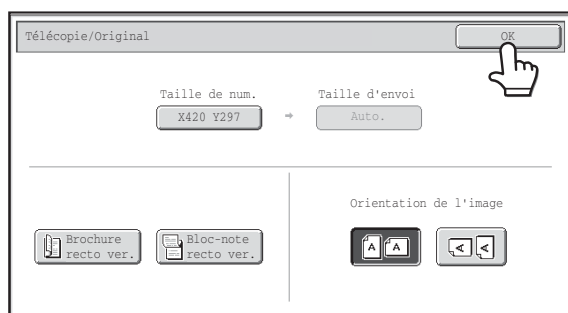 Télécopie/Original
OK
Taille de num.
Taille d'envoi
X420 Y297
Auto.
Orientation de l'image
Brochure
recto ver.
Bloc-note
recto ver.
A A
A A